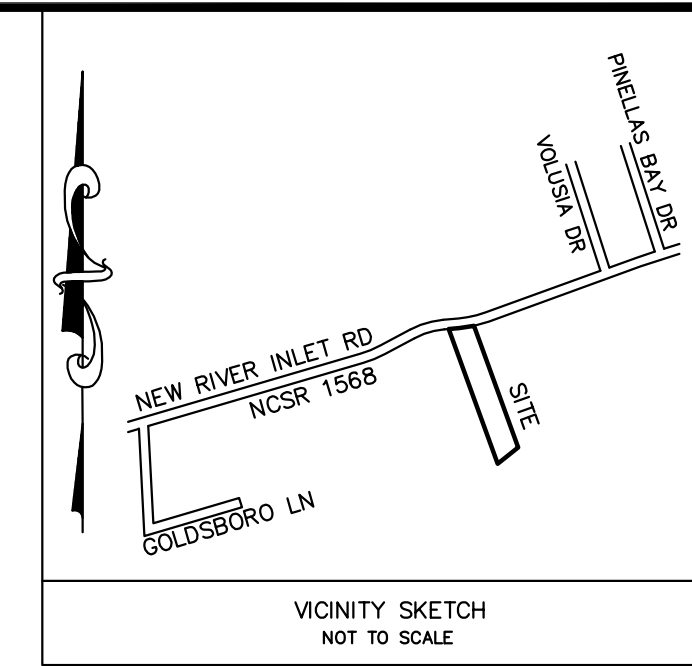 PINELLAS BAY DR
VOLUSIA DR
NEW RIVER INLET RD
NCSR 1568
SITE
GOLDSBORO LN
VICINITY SKETCH
NOT TO SCALE